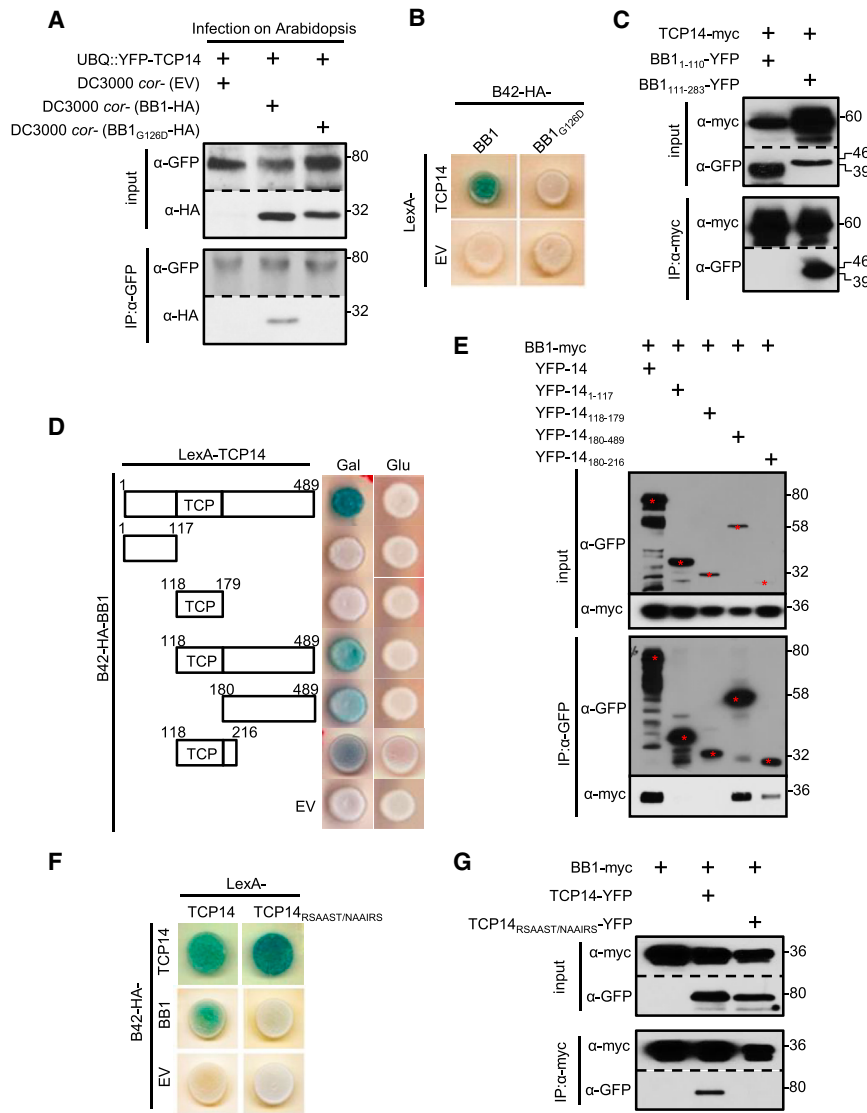 A
Infection on Arabidopsis
UBQ::YFP-TCP14 + + +
DC3000 cor- (EV) +
DC3000 cor- (BB1-HA) +
DC3000 cor- (BB1G126D-HA) +
input
α-GFP
80
α-HA
32
IP:α-GFP
α-GFP
80
α-HA
32
B
B42-HA-
BB1 BB1G126D
LexA-
TCP14
EV
C
TCP14-myc + +
BB11-110-YFP +
BB1111-283-YFP +
input
α-myc
60
α-GFP
46
39
IP:α-myc
α-myc
60
α-GFP
46
39
D
LexA-TCP14
Gal Glu
B42-HA-BB1
1 489
TCP
1 117
118 179
TCP
118 489
TCP
180 489
118 216
TCP
EV
E
BB1-myc + + + + +
YFP-14 +
YFP-141-117 +
YFP-14118-179 +
YFP-14180-489 +
YFP-14180-216 +
input
α-GFP
80
58
32
α-myc
36
IP:α-GFP
α-GFP
80
58
32
α-myc
36
F
LexA-
TCP14 TCP14RSAAST/NAAIRS
B42-HA-
TCP14
BB1
EV
G
BB1-myc + + +
TCP14-YFP +
TCP14RSAAST/NAAIRS-YFP +
input
α-myc
36
α-GFP
80
IP:α-myc
α-myc
36
α-GFP
80